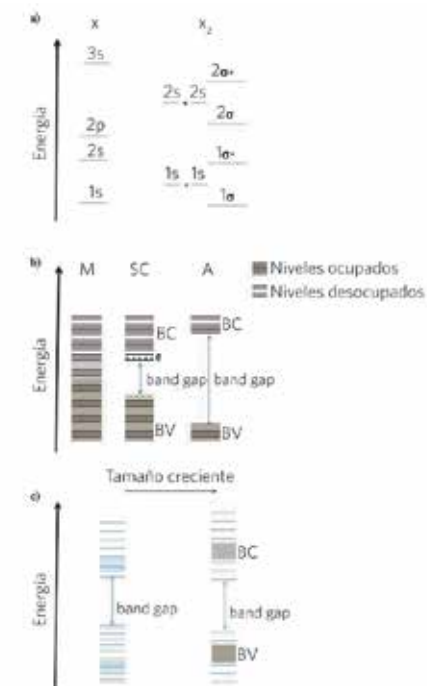 a)
X
X₂
Energía
3s
2p
2s
1s
2s 2s
1s 1s
2σ*
2σ
1σ*
1σ
b)
M SC A
Niveles ocupados
Niveles desocupados
Energía
BC
BC
e
band gap
band gap
BV
BV
Tamaño creciente
c)
Energía
BC
band gap
band gap
BV